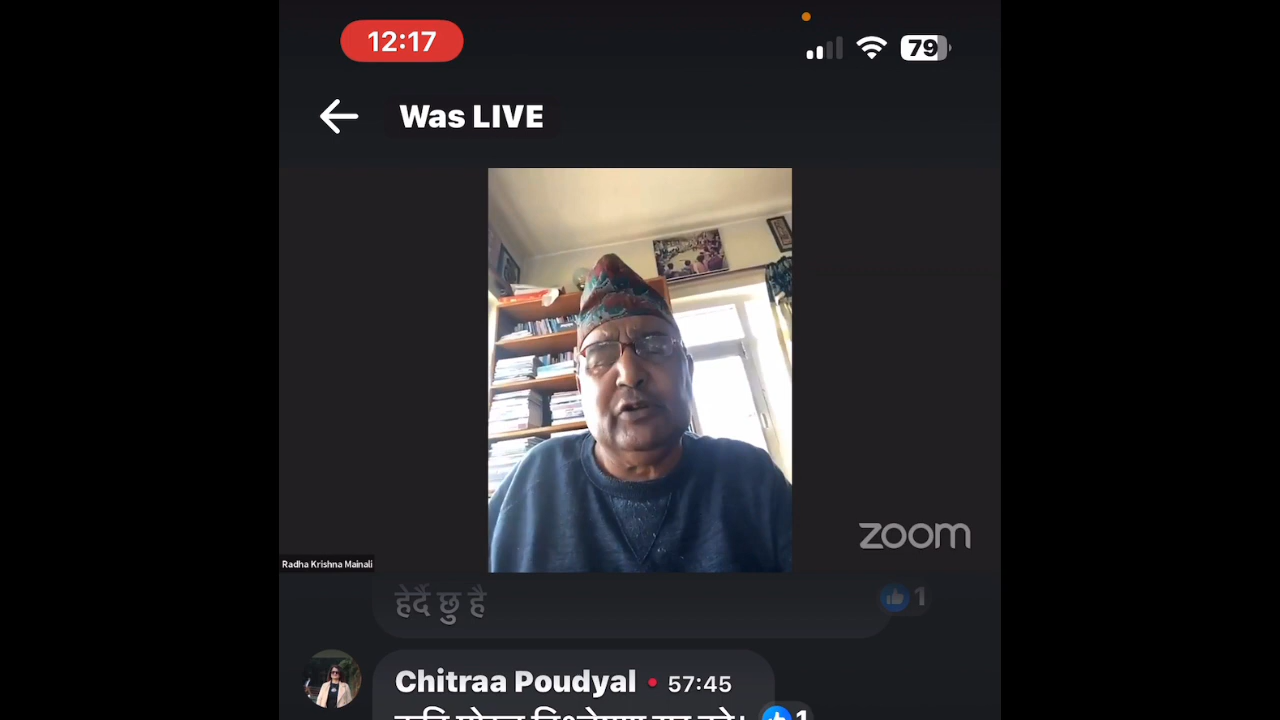 12:17
79
Was LIVE
zoom
Radha Krishna Mainali
हेर्दै छु है
1
Chitraa Poudyal • 57:45
1